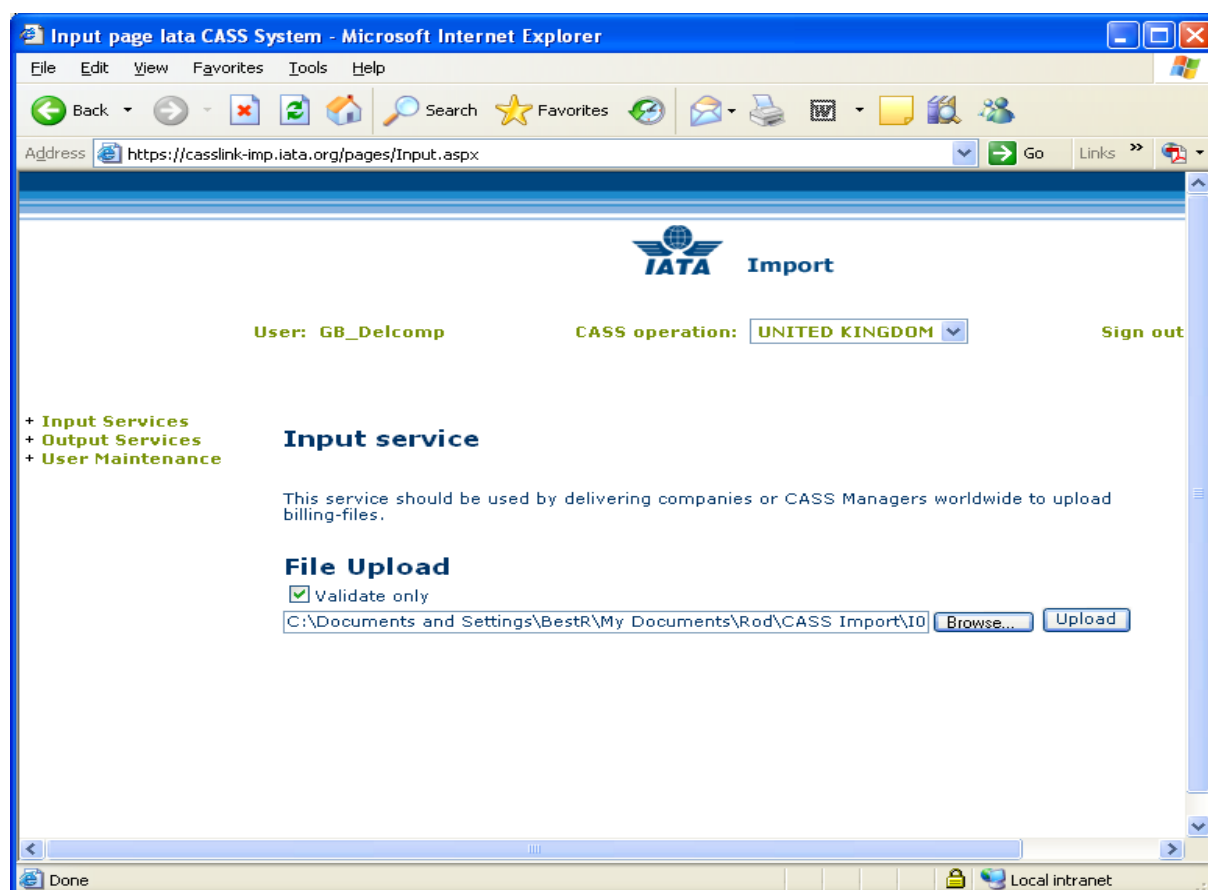 Input page Iata CASS System - Microsoft Internet Explorer
File Edit View Favorites Tools Help
Back Search Favorites
Address https://casslink-imp.iata.org/pages/Input.aspx Go Links »
IATA Import
User: GB_Delcomp CASS operation: UNITED KINGDOM Sign out
+ Input Services
+ Output Services
+ User Maintenance
Input service
This service should be used by delivering companies or CASS Managers worldwide to upload
billing-files.
File Upload
Validate only
C:\Documents and Settings\BestR\My Documents\Rod\CASS Import\I0 Browse... Upload
Done Local intranet